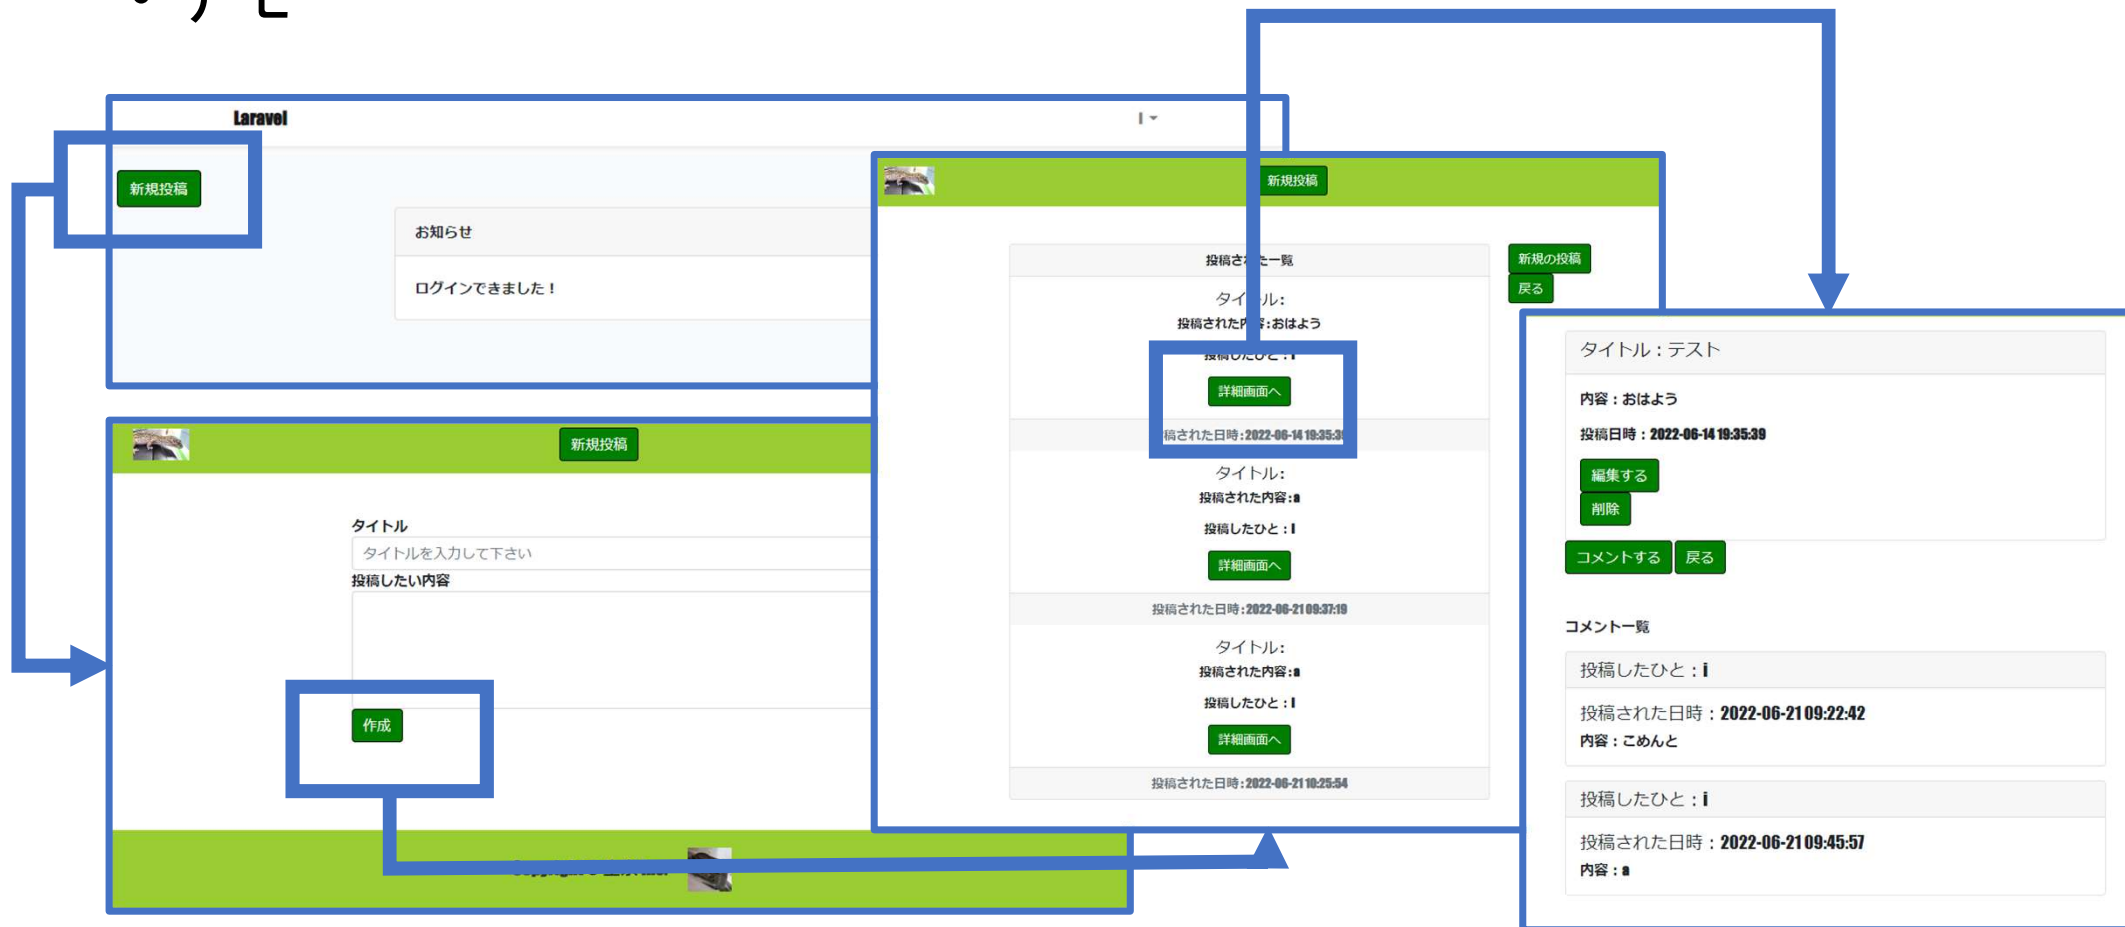 ・デモ
Laravel
I
新規投稿
お知らせ
ログインできました！
新規投稿
タイトル
タイトルを入力して下さい
投稿したい内容
作成
新規投稿
投稿された一覧
新規の投稿
戻る
タイトル:
投稿された内容:おはよう
投稿したひと：I
詳細画面へ
稿された日時:2022-06-14 19:35:39
タイトル:
投稿された内容:a
投稿したひと：I
詳細画面へ
投稿された日時:2022-06-21 09:37:19
タイトル:
投稿された内容:a
投稿したひと：I
詳細画面へ
投稿された日時:2022-06-21 10:25:54
タイトル：テスト
内容：おはよう
投稿日時：2022-06-14 19:35:39
編集する
削除
コメントする 戻る
コメント一覧
投稿したひと：i
投稿された日時：2022-06-21 09:22:42
内容：こめんと
投稿したひと：i
投稿された日時：2022-06-21 09:45:57
内容：a